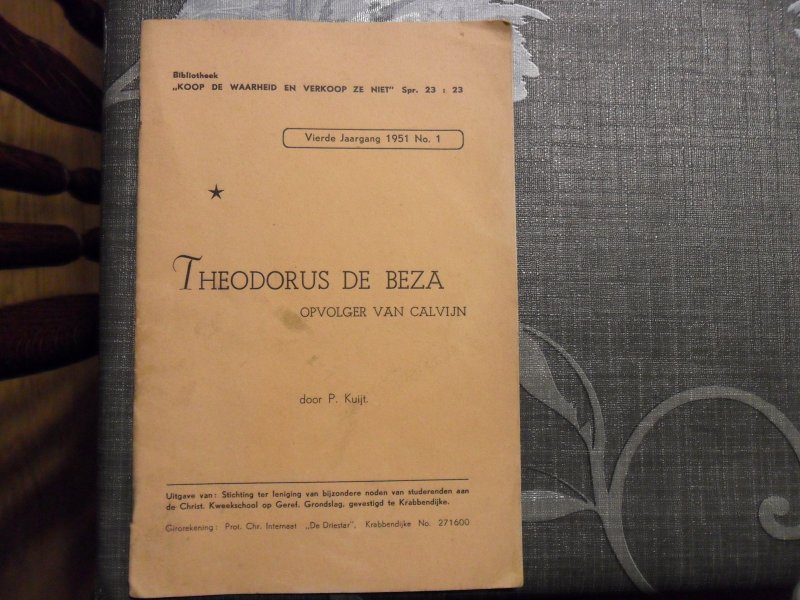 Bibliotheek
„KOOP DE WAARHEID EN VERKOOP ZE NIET" Spr. 23 : 23
Vierde Jaargang 1951 No. 1
THEODORUS DE BEZA
OPVOLGER VAN CALVIJN
door P. Kuijt.
Uitgave van: Stichting ter leniging van bijzondere noden van studerenden aan
de Christ. Kweekschool op Geref. Grondslag, gevestigd te Krabbendijke.
Girorekening: Prot. Chr. Internaat „De Driestar", Krabbendijke No. 271600